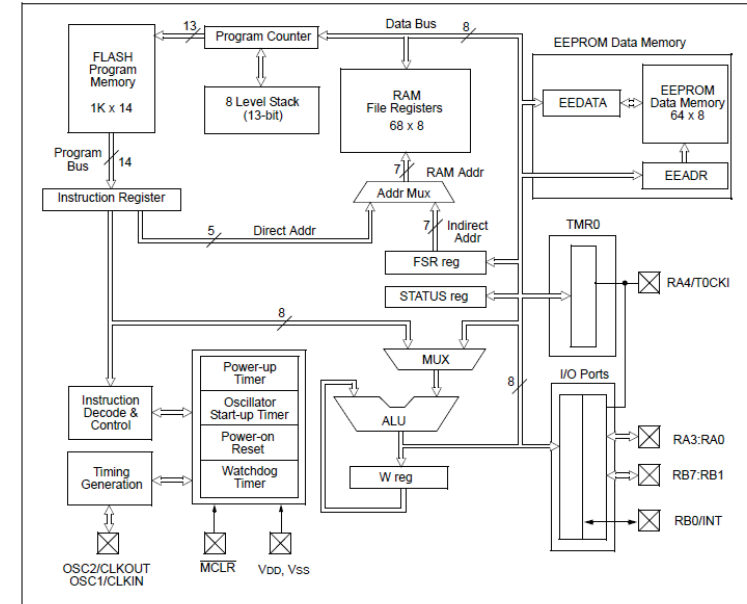 13
Program Counter
Data Bus
8
FLASH
Program
Memory
1K x 14
8 Level Stack
(13-bit)
RAM
File Registers
68 x 8
EEPROM Data Memory
EEDATA
EEPROM
Data Memory
64 x 8
EEADR
Program
Bus
14
7
RAM Addr
Instruction Register
Addr Mux
5
Direct Addr
7
Indirect
Addr
FSR reg
TMR0
STATUS reg
RA4/T0CKI
8
MUX
Power-up
Timer
Oscillator
Start-up Timer
Power-on
Reset
Watchdog
Timer
Instruction
Decode &
Control
Timing
Generation
ALU
W reg
8
I/O Ports
RA3:RA0
RB7:RB1
RB0/INT
OSC2/CLKOUT
OSC1/CLKIN
MCLR
VDD, VSS